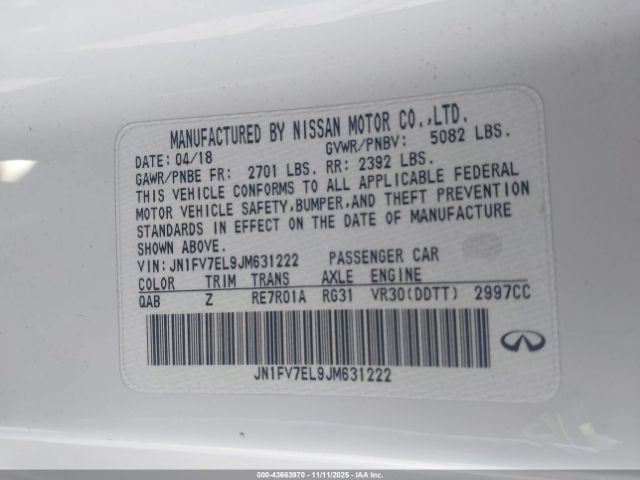 MANUFACTURED BY NISSAN MOTOR CO.,LTD.
DATE: 04/18 GVWR/PNBV: 5082 LBS.
GAWR/PNBE FR: 2701 LBS. RR: 2392 LBS.
THIS VEHICLE CONFORMS TO ALL APPLICABLE FEDERAL
MOTOR VEHICLE SAFETY,BUMPER,AND THEFT PREVENTION
STANDARDS IN EFFECT ON THE DATE OF MANUFACTURE
SHOWN ABOVE.
VIN: JN1FV7EL9JM631222 PASSENGER CAR
COLOR TRIM TRANS AXLE ENGINE
QAB Z RE7R01A RG31 VR30(DDTT) 2997CC
JN1FV7EL9JM631222
000-43663970 - 11/11/2025 - IAA Inc.